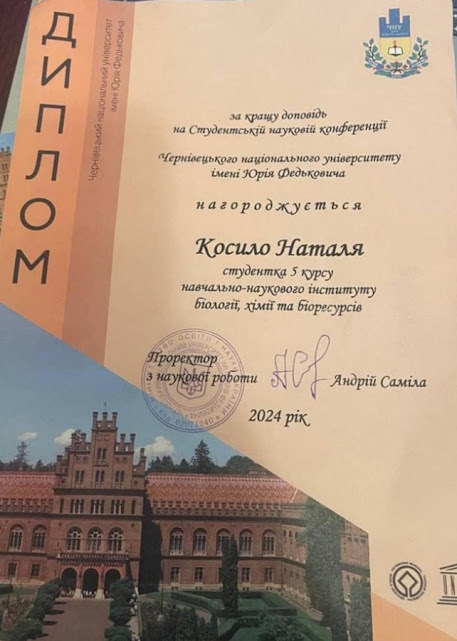 ДИПЛОМ
Чернівецький національний університет
імені Юрія Федьковича
ЧНУ
за кращу доповідь
на Студентській науковій конференції
Чернівецького національного університету
імені Юрія Федьковича
нагороджується
Косило Наталя
студентка 5 курсу
навчально-наукового інституту
біології, хімії та біоресурсів
Проректор
з наукової роботи
Андрій Саміла
2024 рік